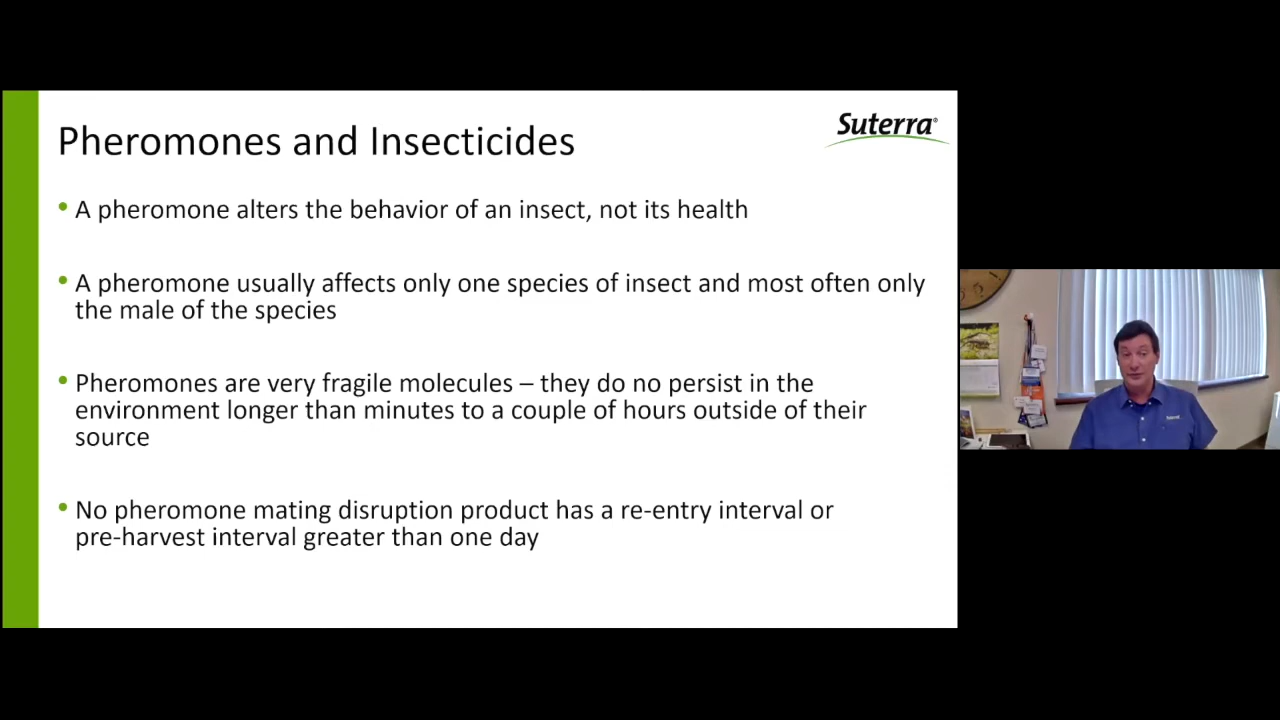 Pheromones and Insecticides
Suterra®
• A pheromone alters the behavior of an insect, not its health
• A pheromone usually affects only one species of insect and most often only
the male of the species
• Pheromones are very fragile molecules – they do no persist in the
environment longer than minutes to a couple of hours outside of their
source
• No pheromone mating disruption product has a re-entry interval or
pre-harvest interval greater than one day